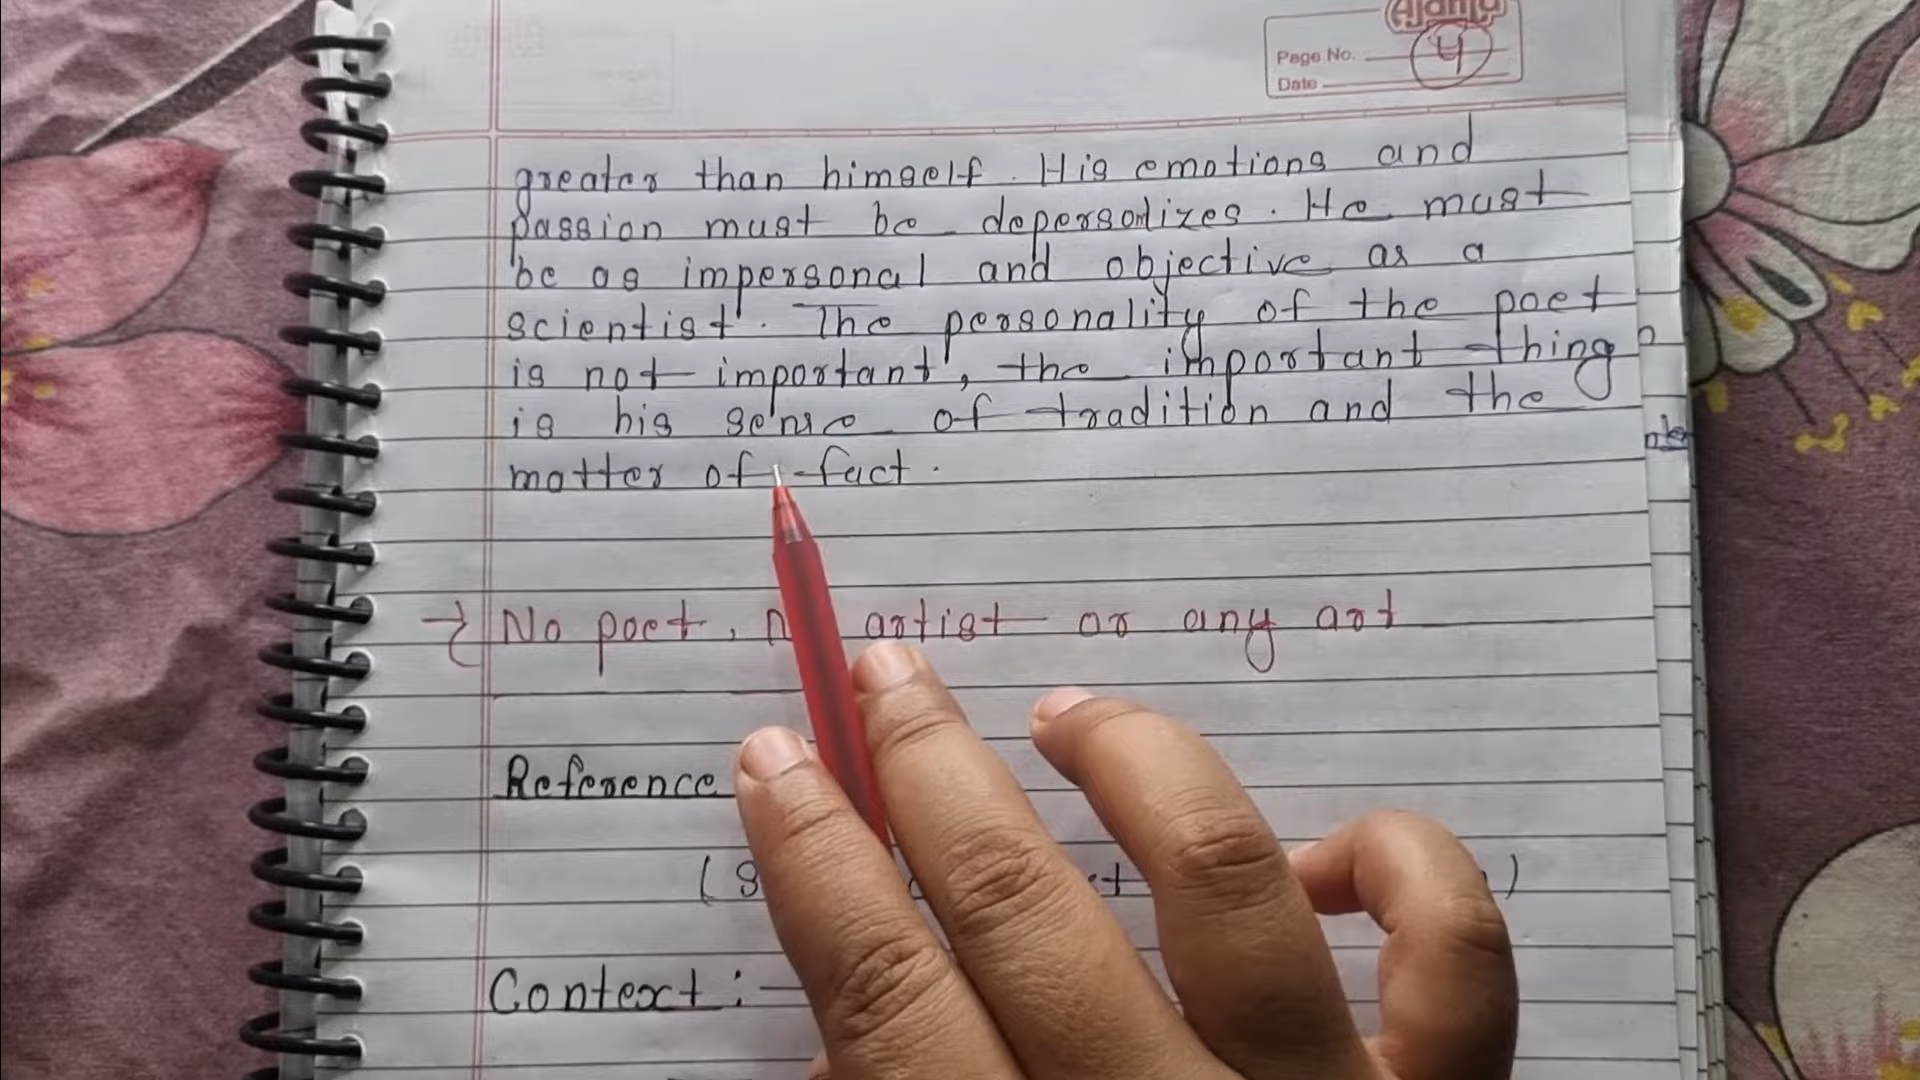 Ajanta
Page No. 4
Date
greater than himself. His emotions and
passion must be depersonlizes. He must
be as impersonal and objective as a
scientist. The personality of the poet
is not important, the important thing
is his sense of tradition and the
matter of-fact.
No poet, artist or any art
Reference
(
)
Context :-